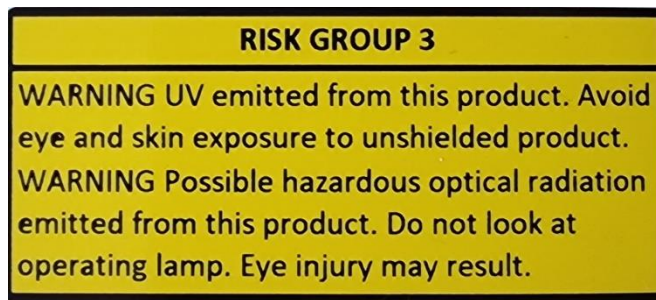 RISK GROUP 3
WARNING UV emitted from this product. Avoid
eye and skin exposure to unshielded product.
WARNING Possible hazardous optical radiation
emitted from this product. Do not look at
operating lamp. Eye injury may result.